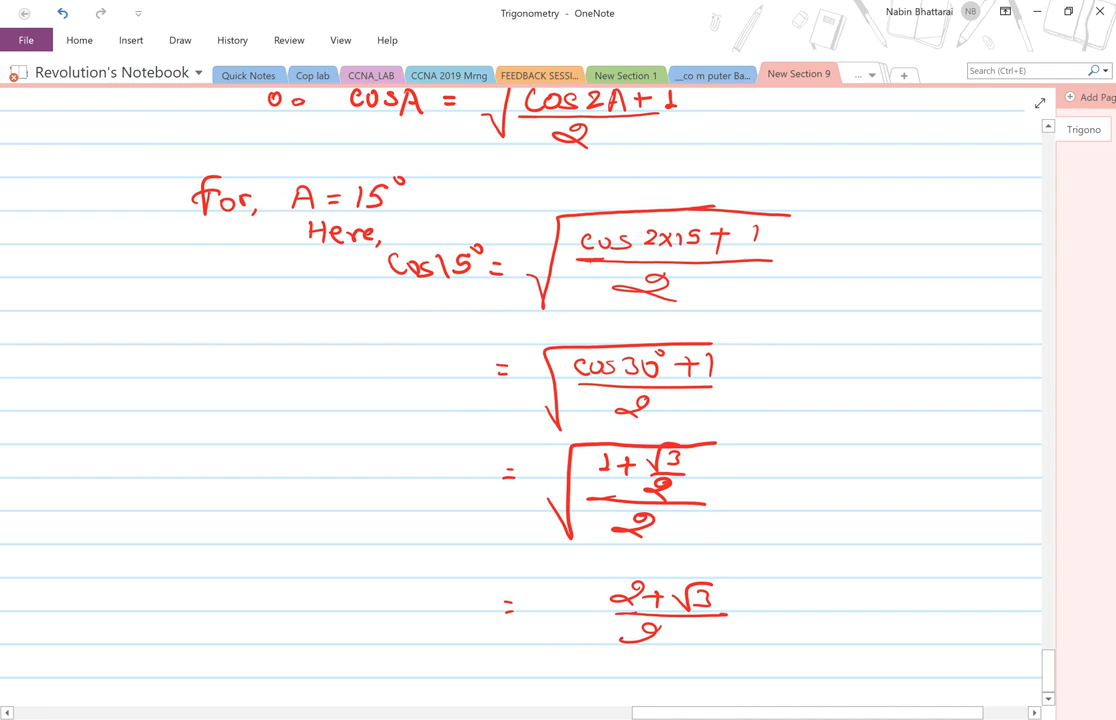 Trigonometry - OneNote
Nabin Bhattarai NB
File Home Insert Draw History Review View Help
Revolution's Notebook Quick Notes Cop lab CCNA_LAB CCNA 2019 Mrng FEEDBACK SESSI... New Section 1 __co m puter Ba... New Section 9 ... Search (Ctrl+E)
Add Pag
Trigono
∴ cosA = √((cos2A+1)/2)
For, A = 15°
Here,
cos15° = √((cos 2×15 + 1)/2)
= √((cos30° + 1)/2)
= √((1 + √3/2)/2)
= (2 + √3)/2